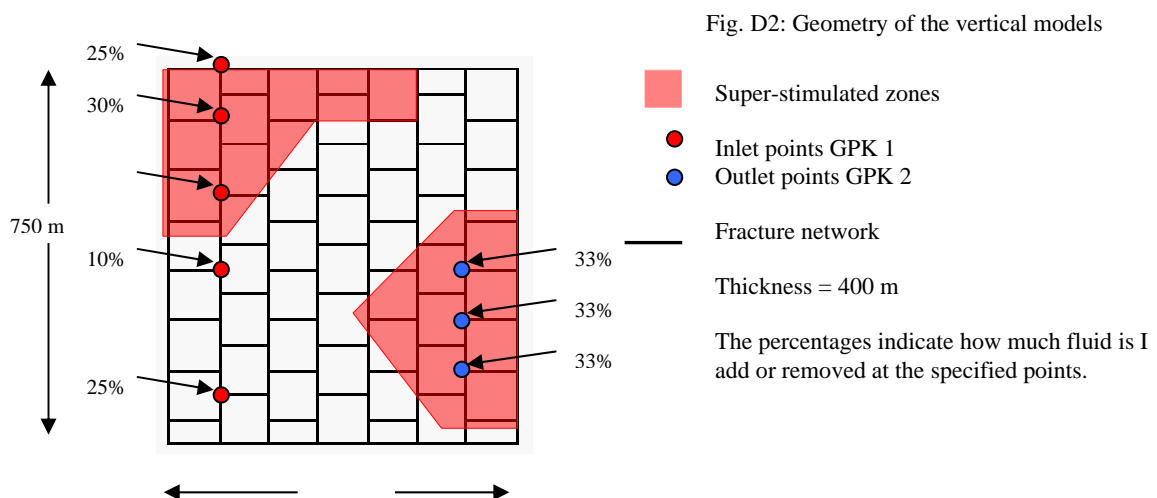 Fig. D2: Geometry of the vertical models
25%
30%
750 m
10%
25%
33%
33%
33%
Super-stimulated zones
Inlet points GPK 1
Outlet points GPK 2
Fracture network
Thickness = 400 m
The percentages indicate how much fluid is I
add or removed at the specified points.